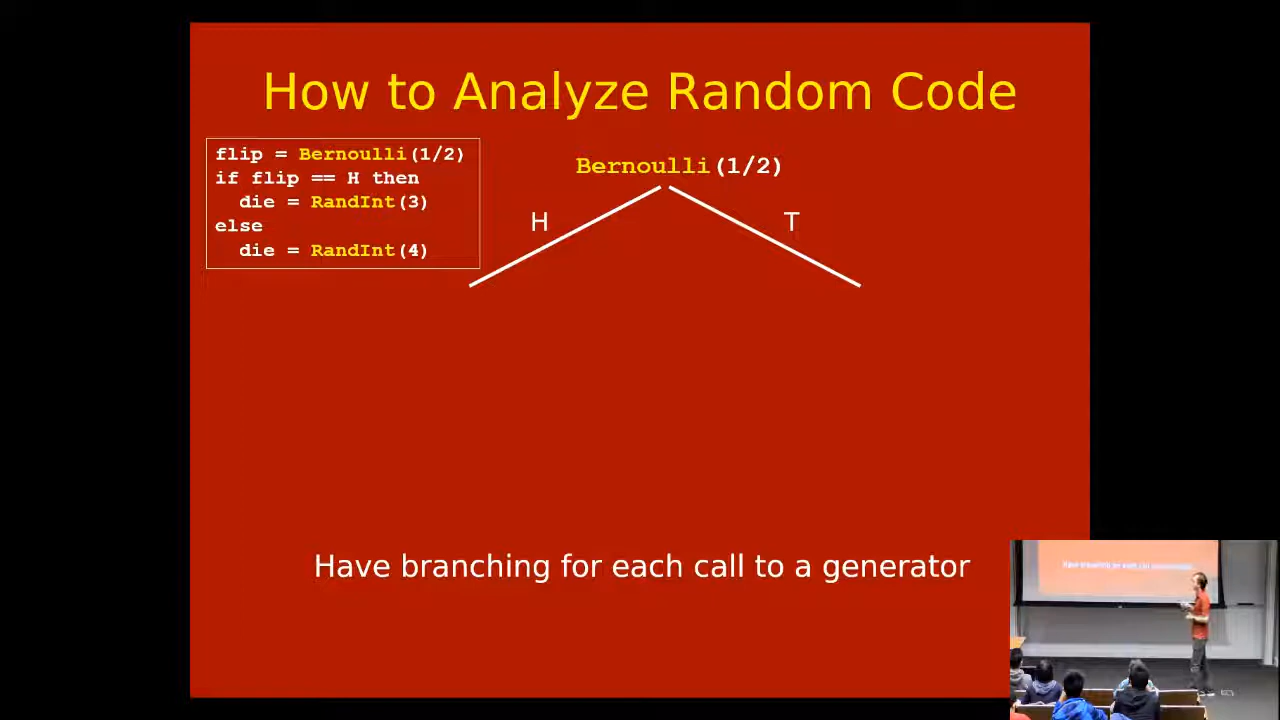 How to Analyze Random Code
flip = Bernoulli(1/2)
if flip == H then
  die = RandInt(3)
else
  die = RandInt(4)
Bernoulli(1/2)
H
T
Have branching for each call to a generator